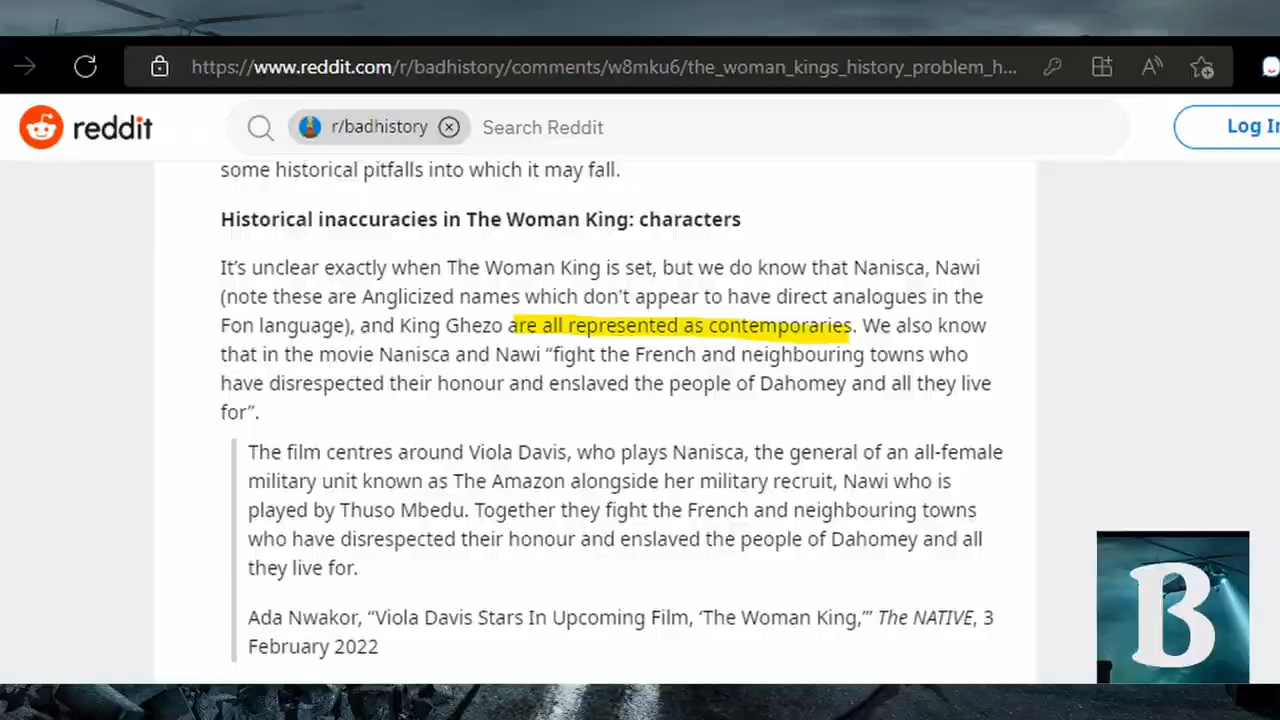 https://www.reddit.com/r/badhistory/comments/w8mku6/the_woman_kings_history_problem_h...
reddit
r/badhistory
Search Reddit
Log In
some historical pitfalls into which it may fall.
Historical inaccuracies in The Woman King: characters
It’s unclear exactly when The Woman King is set, but we do know that Nanisca, Nawi
(note these are Anglicized names which don't appear to have direct analogues in the
Fon language), and King Ghezo are all represented as contemporaries. We also know
that in the movie Nanisca and Nawi “fight the French and neighbouring towns who
have disrespected their honour and enslaved the people of Dahomey and all they live
for”.
The film centres around Viola Davis, who plays Nanisca, the general of an all-female
military unit known as The Amazon alongside her military recruit, Nawi who is
played by Thuso Mbedu. Together they fight the French and neighbouring towns
who have disrespected their honour and enslaved the people of Dahomey and all
they live for.
Ada Nwakor, “Viola Davis Stars In Upcoming Film, ‘The Woman King,’” The NATIVE, 3
February 2022
B